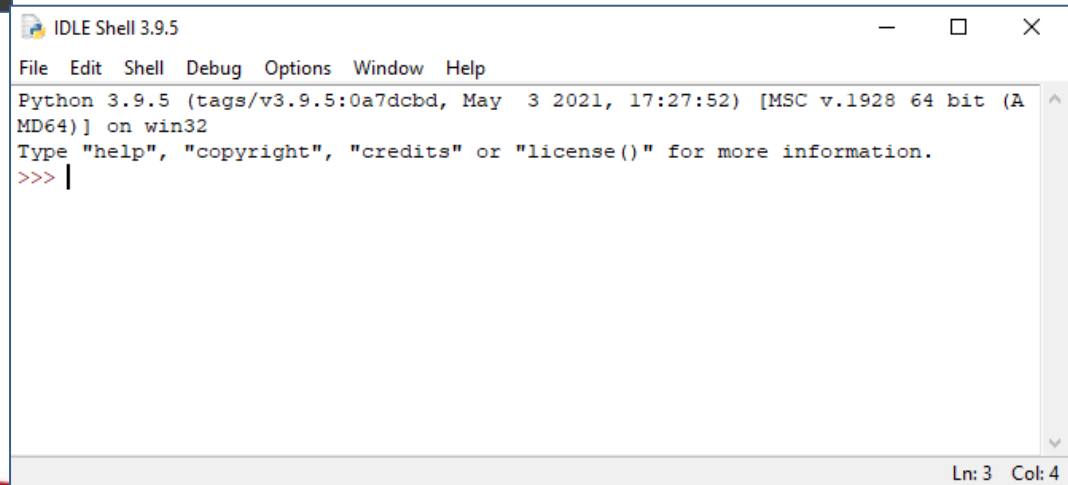 IDLE Shell 3.9.5
File Edit Shell Debug Options Window Help
Python 3.9.5 (tags/v3.9.5:0a7dcbd, May  3 2021, 17:27:52) [MSC v.1928 64 bit (A
MD64)] on win32
Type "help", "copyright", "credits" or "license()" for more information.
>>>
Ln: 3 Col: 4